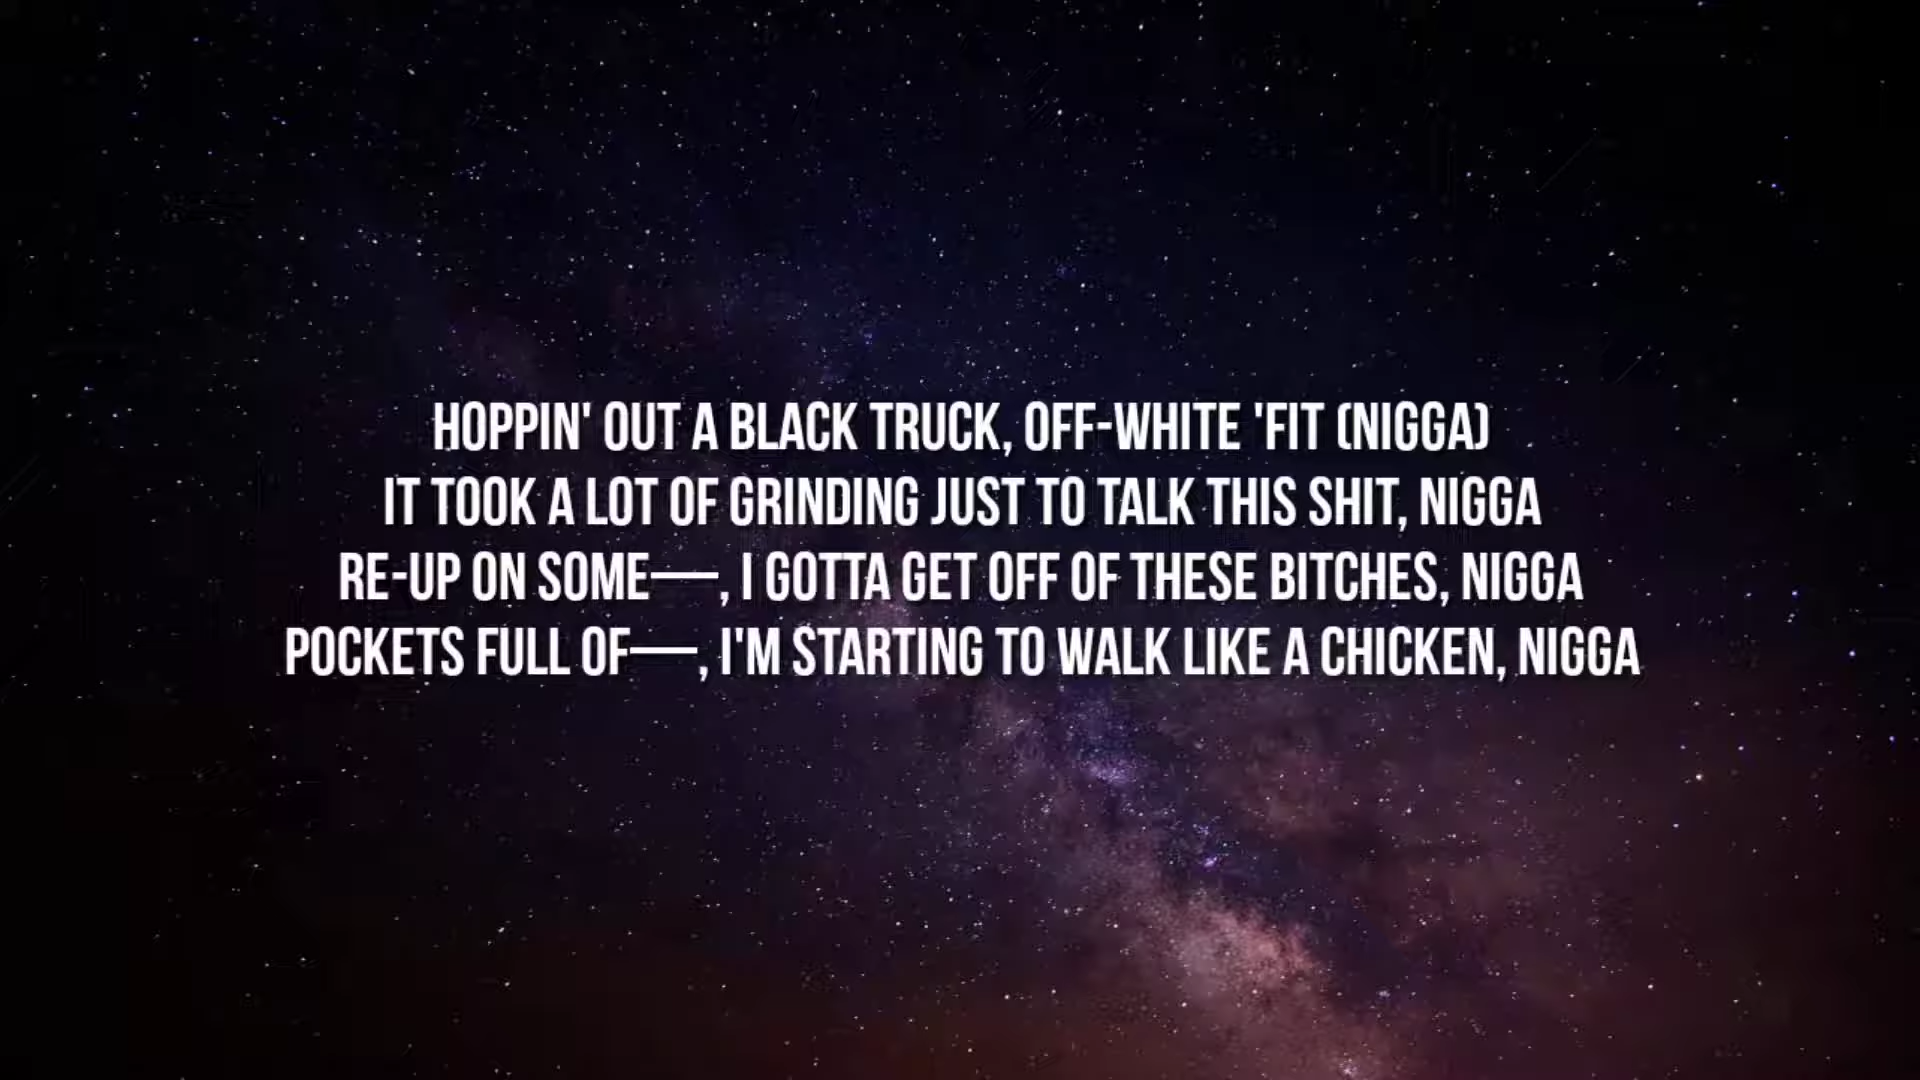 HOPPIN' OUT A BLACK TRUCK, OFF-WHITE 'FIT (NIGGA)
IT TOOK A LOT OF GRINDING JUST TO TALK THIS SHIT, NIGGA
RE-UP ON SOME——, I GOTTA GET OFF OF THESE BITCHES, NIGGA
POCKETS FULL OF——, I'M STARTING TO WALK LIKE A CHICKEN, NIGGA